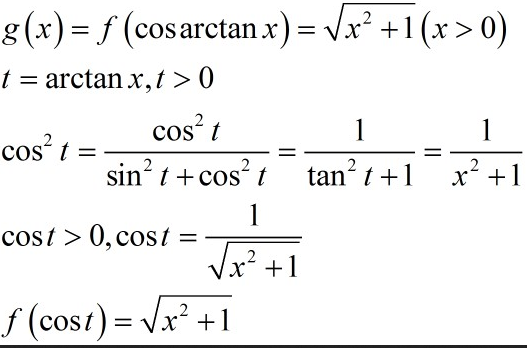 g(x) = f(cos arctan x) = √(x² + 1) (x > 0)
t = arctan x, t > 0
cos² t = cos² t / (sin² t + cos² t) = 1 / (tan² t + 1) = 1 / (x² + 1)
cos t > 0, cos t = 1 / √(x² + 1)
f(cos t) = √(x² + 1)